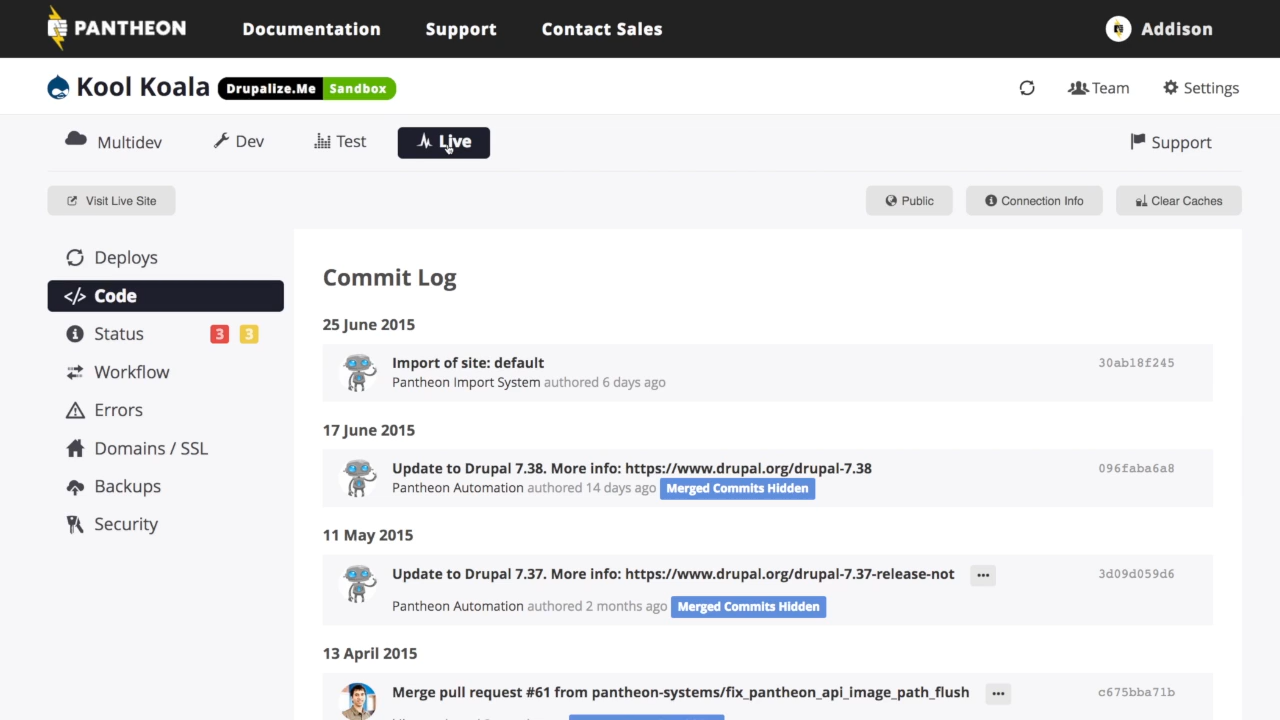 PANTHEON Documentation Support Contact Sales Addison
Kool Koala Drupalize.Me Sandbox Team Settings
Multidev Dev Test Live Support
Visit Live Site Public Connection Info Clear Caches
Deploys
Code
Status 3 3
Workflow
Errors
Domains / SSL
Backups
Security
Commit Log
25 June 2015
Import of site: default 30ab18f245
Pantheon Import System authored 6 days ago
17 June 2015
Update to Drupal 7.38. More info: https://www.drupal.org/drupal-7.38 096faba6a8
Pantheon Automation authored 14 days ago Merged Commits Hidden
11 May 2015
Update to Drupal 7.37. More info: https://www.drupal.org/drupal-7.37-release-not ••• 3d09d059d6
Pantheon Automation authored 2 months ago Merged Commits Hidden
13 April 2015
Merge pull request #61 from pantheon-systems/fix_pantheon_api_image_path_flush ••• c675bba71b